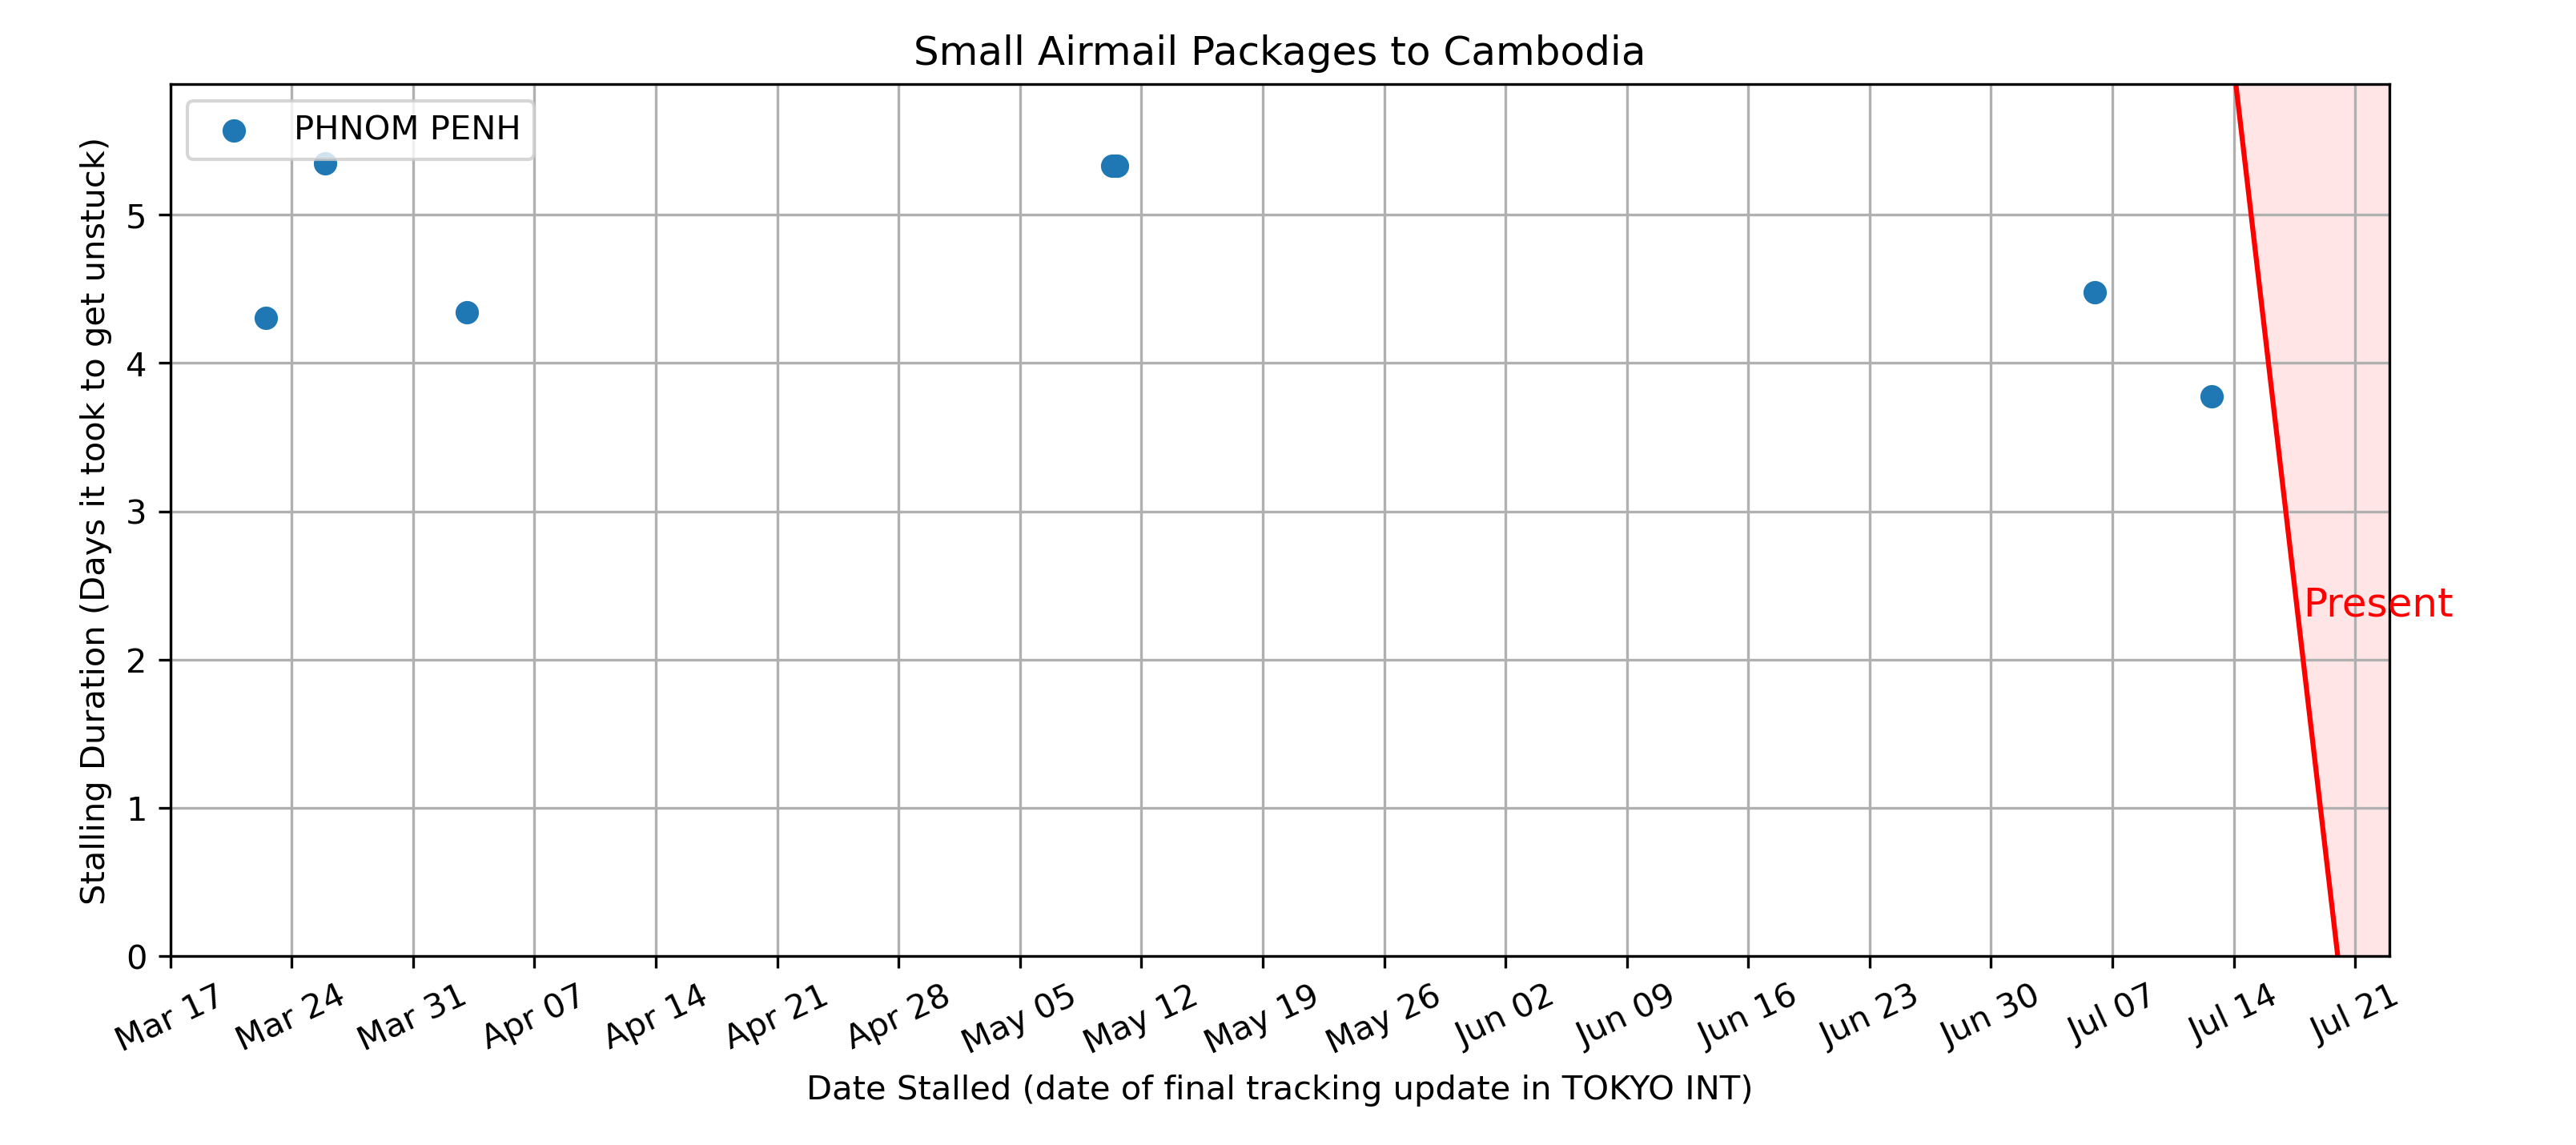 Small Airmail Packages to Cambodia
PHNOM PENH
Stalling Duration (Days it took to get unstuck)
5
4
3
2
1
0
Present
Mar 17 Mar 24 Mar 31 Apr 07 Apr 14 Apr 21 Apr 28 May 05 May 12 May 19 May 26 Jun 02 Jun 09 Jun 16 Jun 23 Jun 30 Jul 07 Jul 14 Jul 21
Date Stalled (date of final tracking update in TOKYO INT)